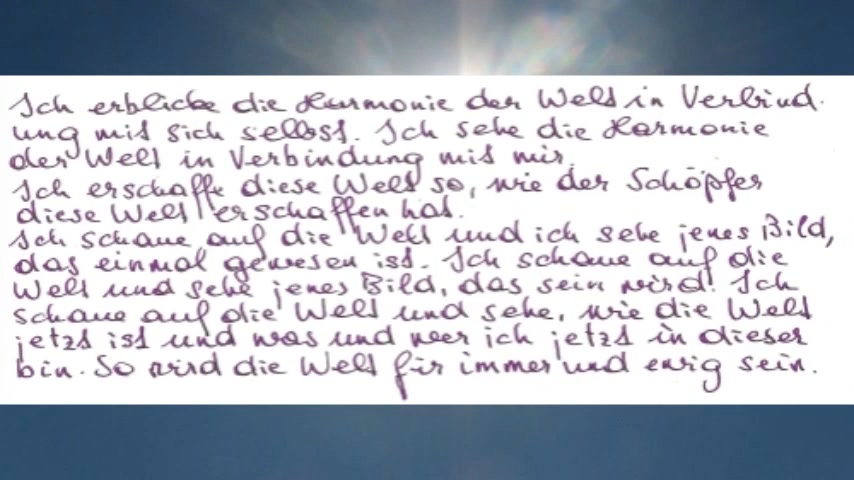 Ich erblicke die Harmonie der Welt in Verbind.
ung mit sich selbst. Ich sehe die Harmonie
der Welt in Verbindung mit mir.
Ich erschaffe diese Welt so, wie der Schöpfer
diese Welt erschaffen hat.
Ich schaue auf die Welt und ich sehe jenes Bild,
das einmal gewesen ist. Ich schaue auf die
Welt und sehe jenes Bild, das sein wird! Ich
schaue auf die Welt und sehe, wie die Welt
jetzt ist und was und wer ich jetzt in dieser
bin. So wird die Welt für immer und ewig sein.